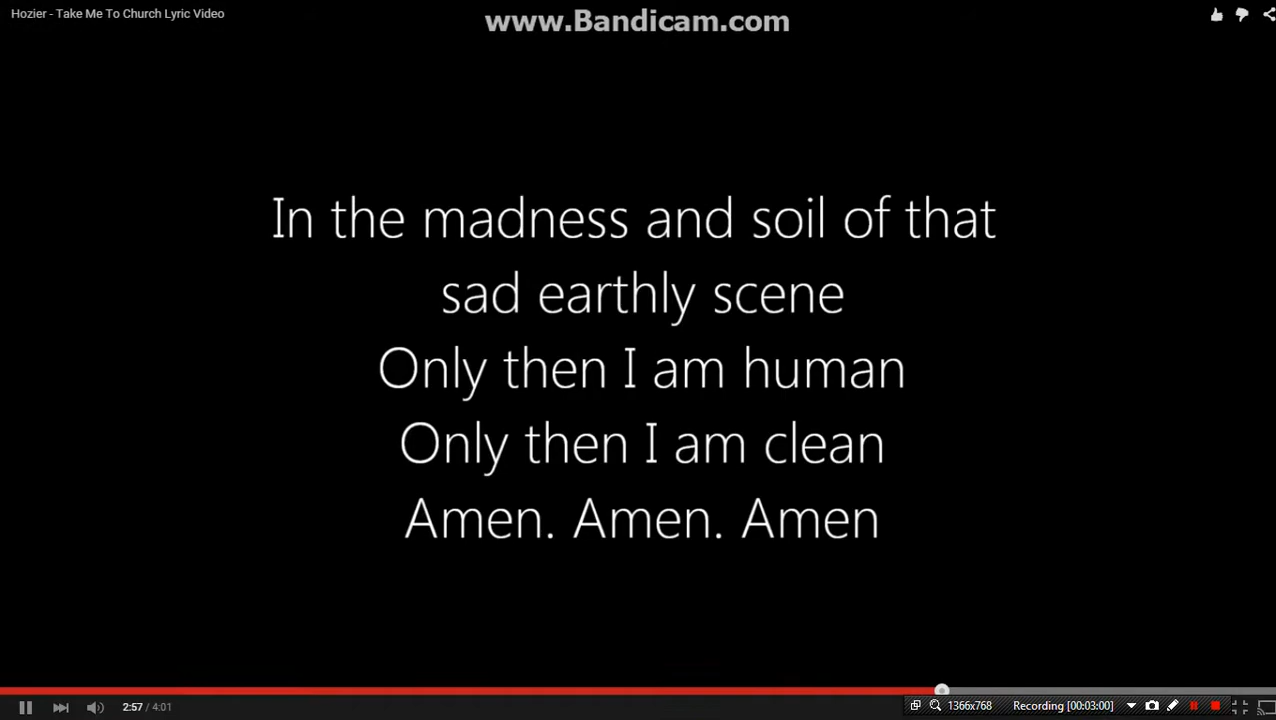 Hozier - Take Me To Church Lyric Video
www.Bandicam.com
In the madness and soil of that
sad earthly scene
Only then I am human
Only then I am clean
Amen. Amen. Amen
2:57 / 4:01
1366x768
Recording [00:03:00]